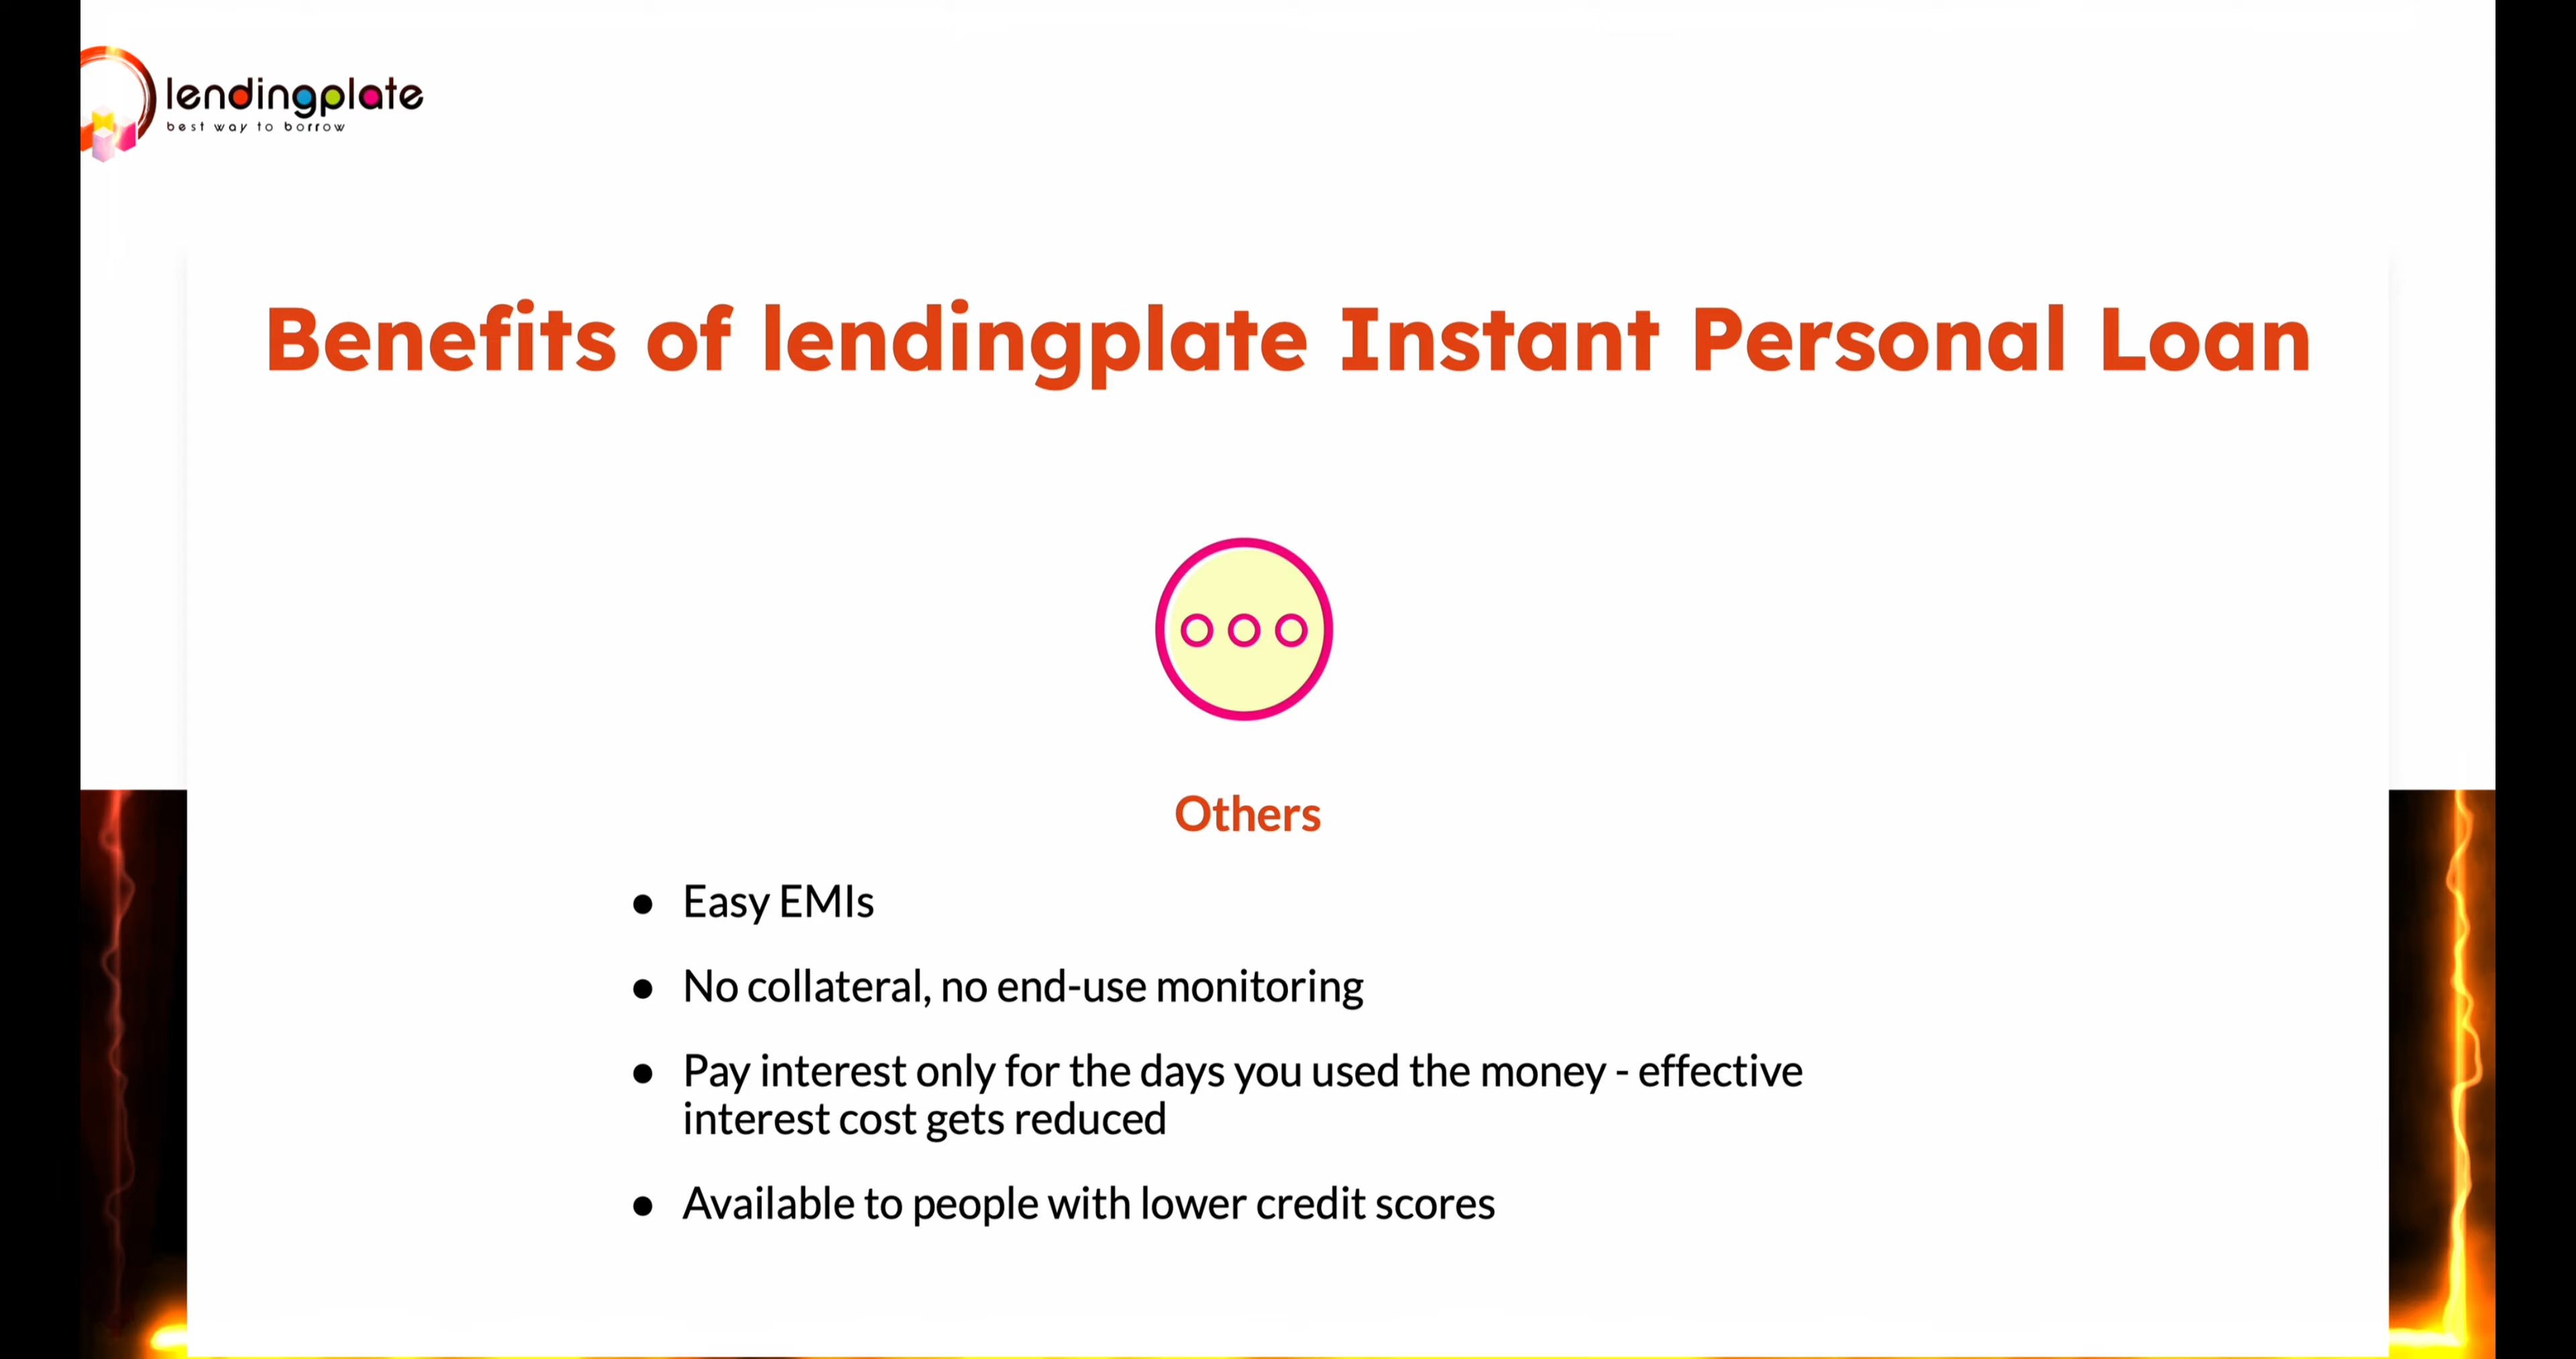 lendingplate
best way to borrow
Benefits of lendingplate Instant Personal Loan
Others
● Easy EMIs
● No collateral, no end-use monitoring
● Pay interest only for the days you used the money - effective
interest cost gets reduced
● Available to people with lower credit scores